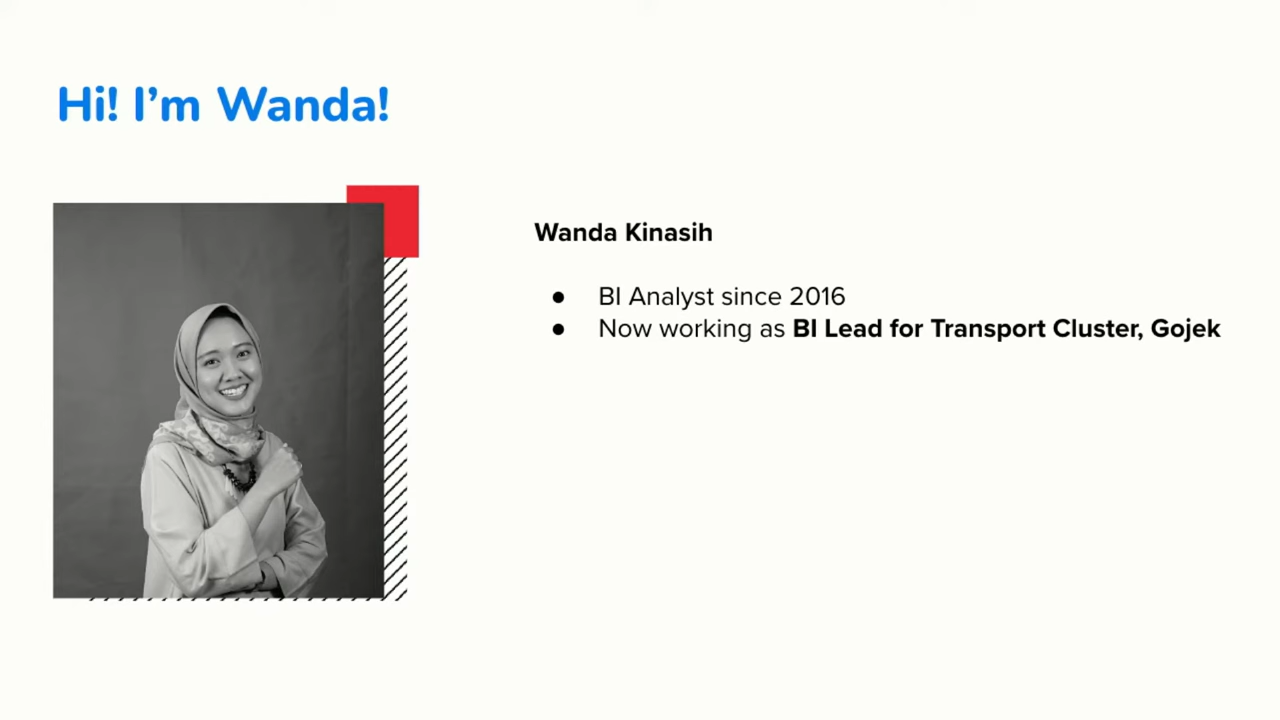 Hi! I’m Wanda!
Wanda Kinasih
● BI Analyst since 2016
● Now working as BI Lead for Transport Cluster, Gojek